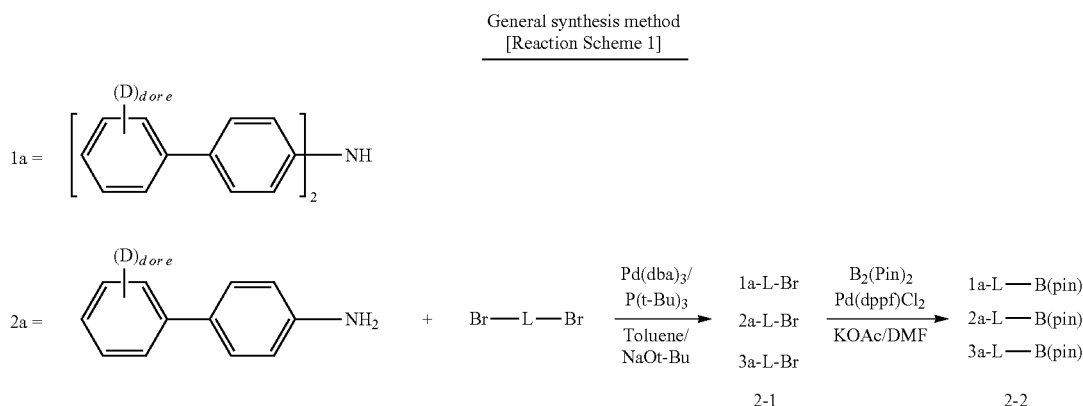 General synthesis method
[Reaction Scheme 1]
(D)d or e
1a =
NH
2
(D)d or e
2a =
NH2
+
Br—L—Br
Pd(dba)3/
P(t-Bu)3
Toluene/
NaOt-Bu
1a-L-Br
2a-L-Br
3a-L-Br
2-1
B2(Pin)2
Pd(dppf)Cl2
KOAc/DMF
1a-L—B(pin)
2a-L—B(pin)
3a-L—B(pin)
2-2